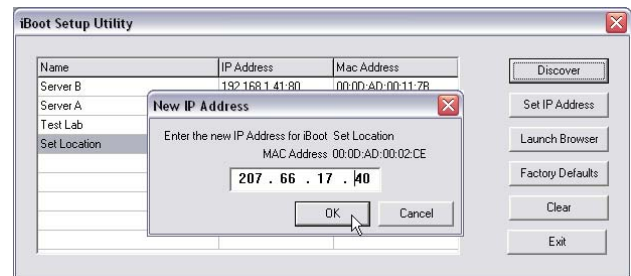 iBoot Setup Utility
Name IP Address Mac Address
Server B 192.168.1.41:80 00:0D:AD:00:11:7B
Server A
Test Lab
Set Location
New IP Address
Enter the new IP Address for iBoot Set Location
MAC Address 00:0D:AD:00:02:CE
207 . 66 . 17 . 40
OK Cancel
Discover
Set IP Address
Launch Browser
Factory Defaults
Clear
Exit